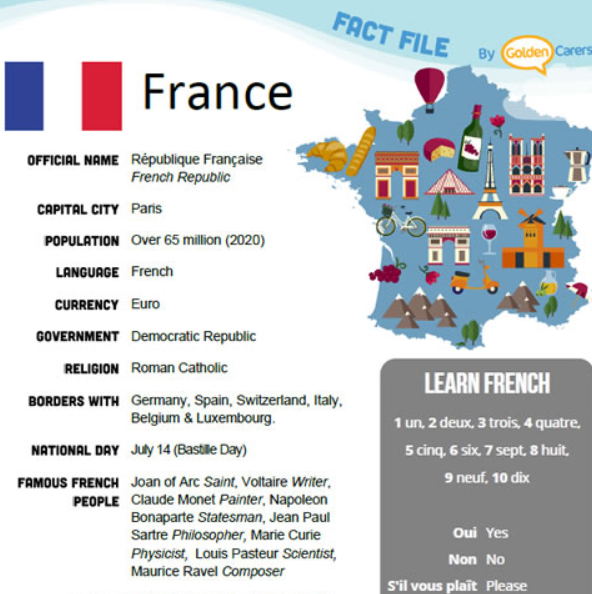 FACT FILE
By Golden Carers
France
OFFICIAL NAME République Française
French Republic
CAPITAL CITY Paris
POPULATION Over 65 million (2020)
LANGUAGE French
CURRENCY Euro
GOVERNMENT Democratic Republic
RELIGION Roman Catholic
BORDERS WITH Germany, Spain, Switzerland, Italy,
Belgium & Luxembourg.
NATIONAL DAY July 14 (Bastille Day)
FAMOUS FRENCH Joan of Arc Saint, Voltaire Writer,
PEOPLE Claude Monet Painter, Napoleon
Bonaparte Statesman, Jean Paul
Sartre Philosopher, Marie Curie
Physicist, Louis Pasteur Scientist,
Maurice Ravel Composer
LEARN FRENCH
1 un, 2 deux, 3 trois, 4 quatre,
5 cinq, 6 six, 7 sept, 8 huit,
9 neuf, 10 dix
Oui Yes
Non No
S'il vous plaît Please